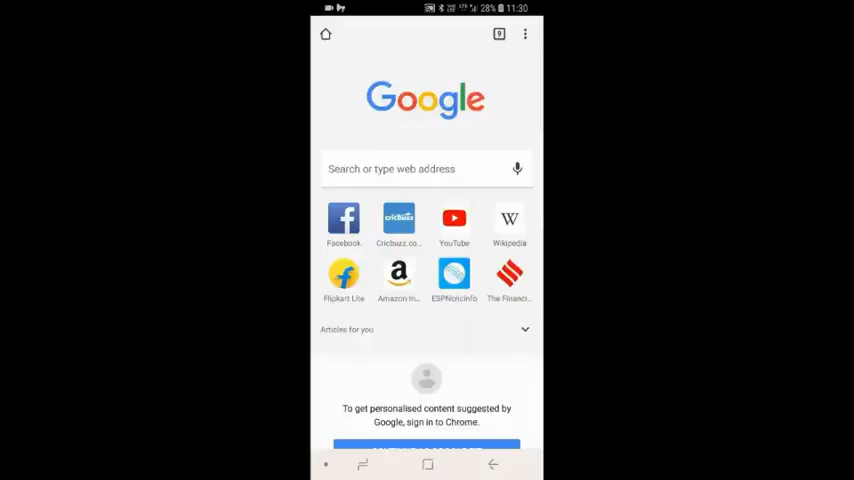 28% 11:30
9
Google
Search or type web address
f cricbuzz W
Facebook Cricbuzz.co... YouTube Wikipedia
f a
Flipkart Lite Amazon In... ESPNcricinfo The Financi...
Articles for you
To get personalised content suggested by
Google, sign in to Chrome.